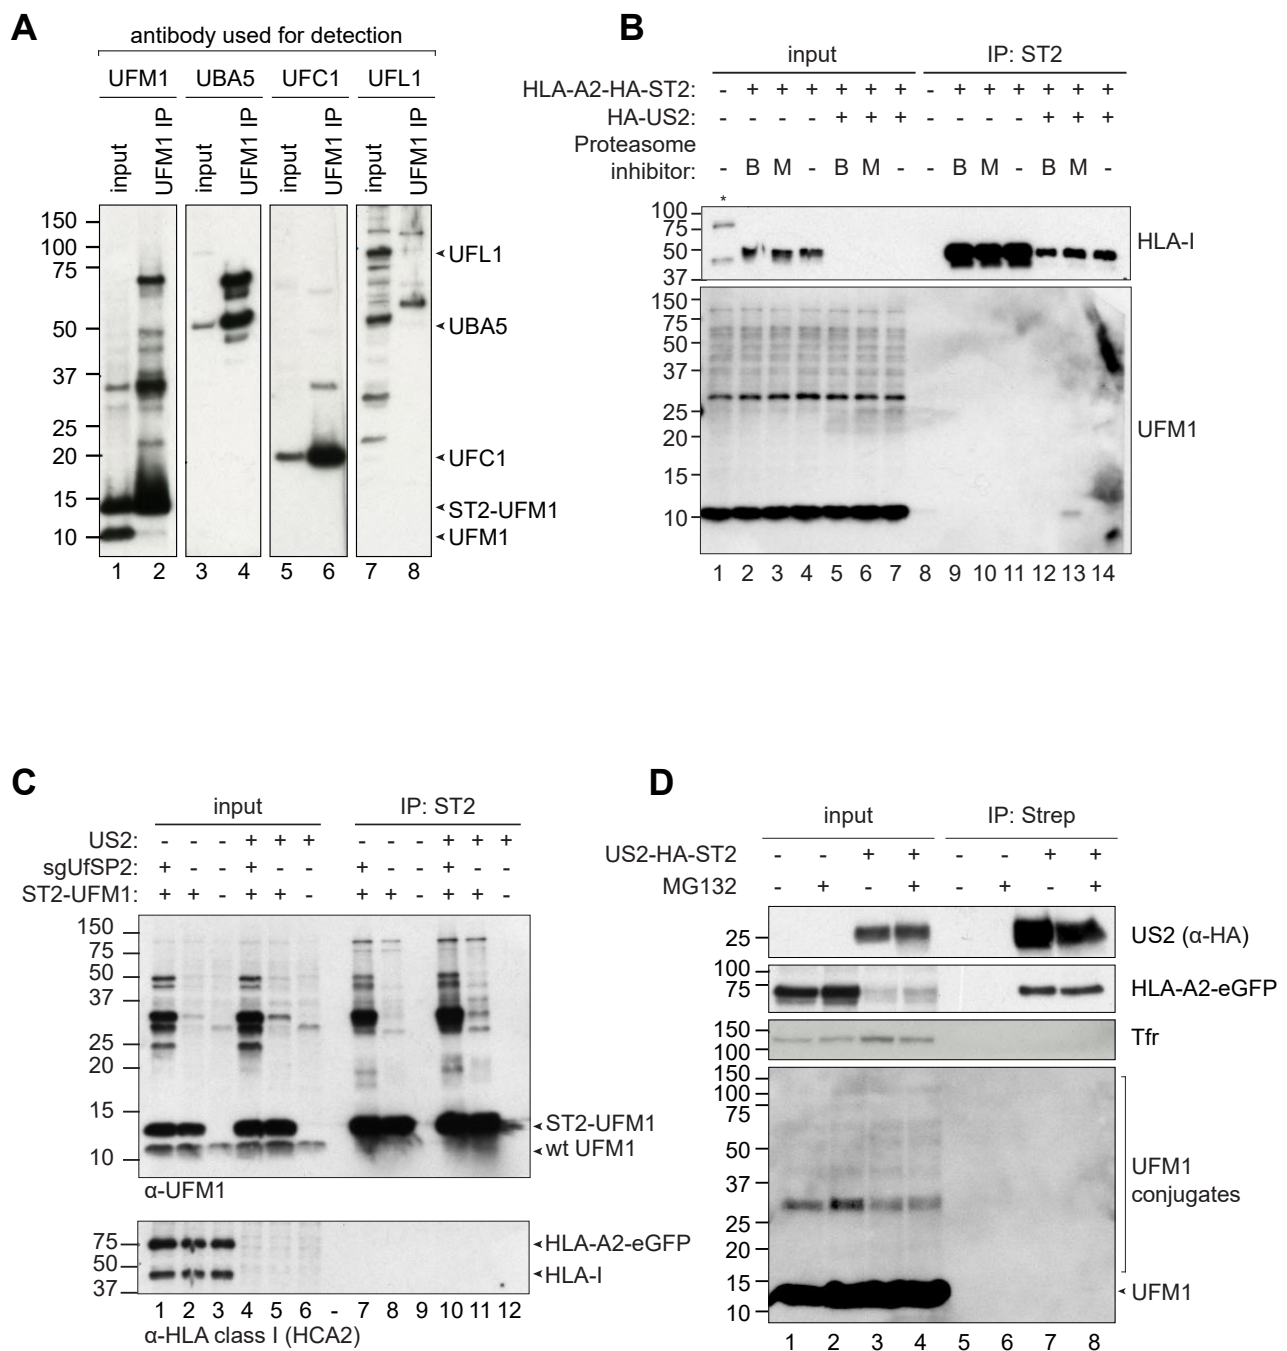 A
antibody used for detection
UFM1 UBA5 UFC1 UFL1
input UFM1 IP input UFM1 IP input UFM1 IP input UFM1 IP
150
100
75
50
37
25
20
15
10
UFL1
UBA5
UFC1
ST2-UFM1
UFM1
1 2 3 4 5 6 7 8
B
input IP: ST2
HLA-A2-HA-ST2: - + + + + + + - + + + + + +
HA-US2: - - - - + + + - - - - + + +
Proteasome
inhibitor: - B M - B M - - B M - B M -
*
100
75
50
37
HLA-I
150
75
50
37
25
20
15
10
UFM1
1 2 3 4 5 6 7 8 9 10 11 12 13 14
C
input IP: ST2
US2: - - - + + + - - - + + +
sgUfSP2: + - - + - - + - - + - -
ST2-UFM1: + + - + + - + + - + + -
150
75
50
37
25
20
15
10
ST2-UFM1
wt UFM1
α-UFM1
75
50
37
HLA-A2-eGFP
HLA-I
1 2 3 4 5 6 - 7 8 9 10 11 12
α-HLA class I (HCA2)
D
input IP: Strep
US2-HA-ST2 - - + + - - + +
MG132 - + - + - + - +
25
US2 (α-HA)
100
75
HLA-A2-eGFP
150
100
Tfr
150
100
75
50
37
25
20
15
10
UFM1
conjugates
UFM1
1 2 3 4 5 6 7 8